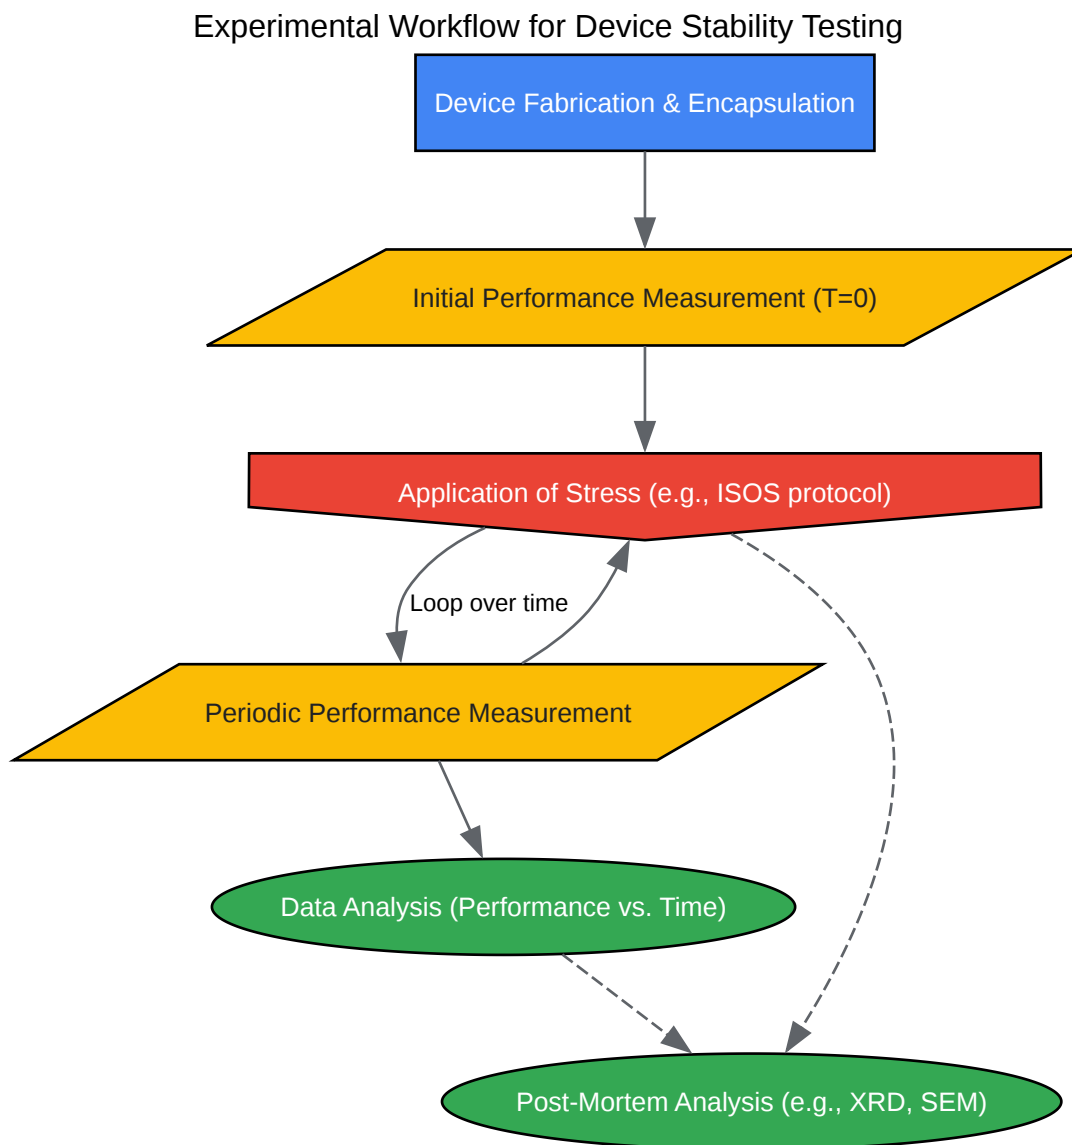 Experimental Workflow for Device Stability Testing
Device Fabrication & Encapsulation
Initial Performance Measurement (T=0)
Application of Stress (e.g., ISOS protocol)
Loop over time
Periodic Performance Measurement
Data Analysis (Performance vs. Time)
Post-Mortem Analysis (e.g., XRD, SEM)